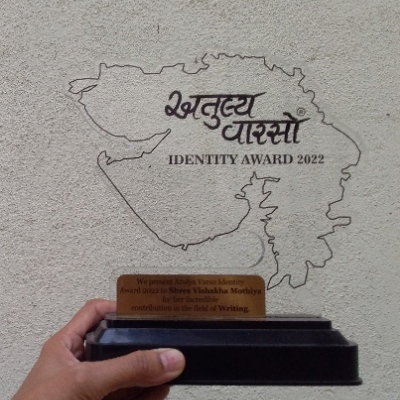 અતુલ્ય
વારસો ®
IDENTITY AWARD 2022
We present Atulya Varso Identity
Award 2022 to Shree Vishakha Mothiya
for her incredible
contribution in the field of Writing.